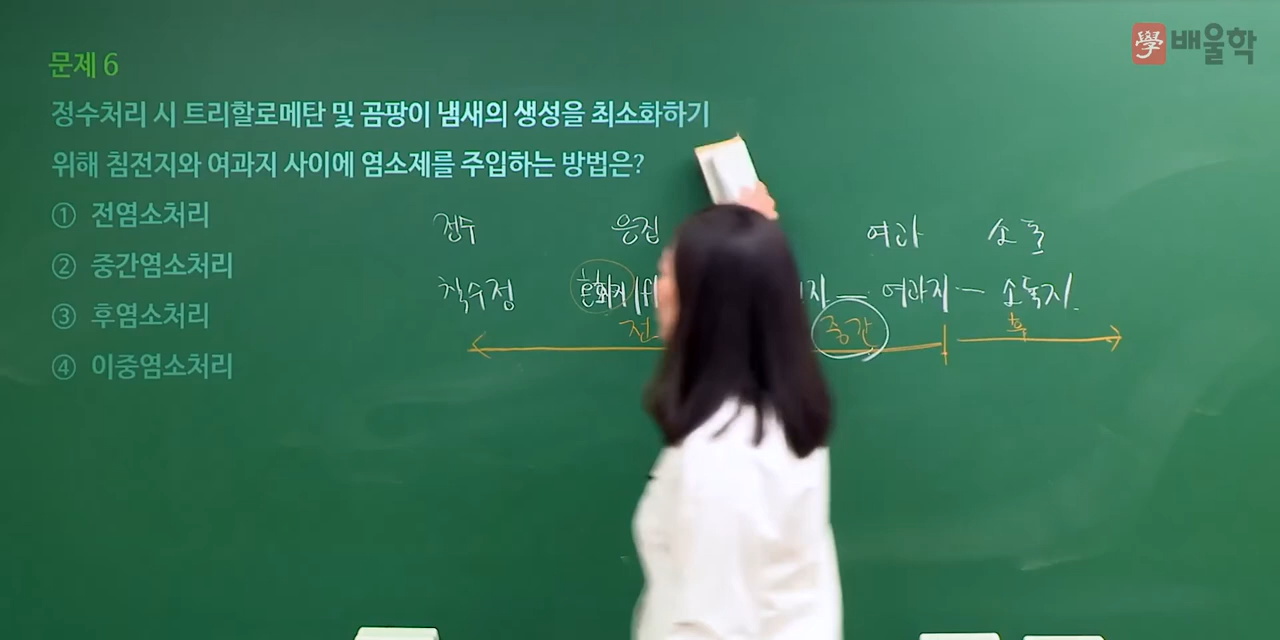 學 배울학
문제 6
정수처리 시 트리할로메탄 및 곰팡이 냄새의 생성을 최소화하기
위해 침전지와 여과지 사이에 염소제를 주입하는 방법은?
① 전염소처리
② 중간염소처리
③ 후염소처리
④ 이중염소처리
정수 응집 여과 소독
착수정 지 — 여과지 — 소독지
전 중간 후